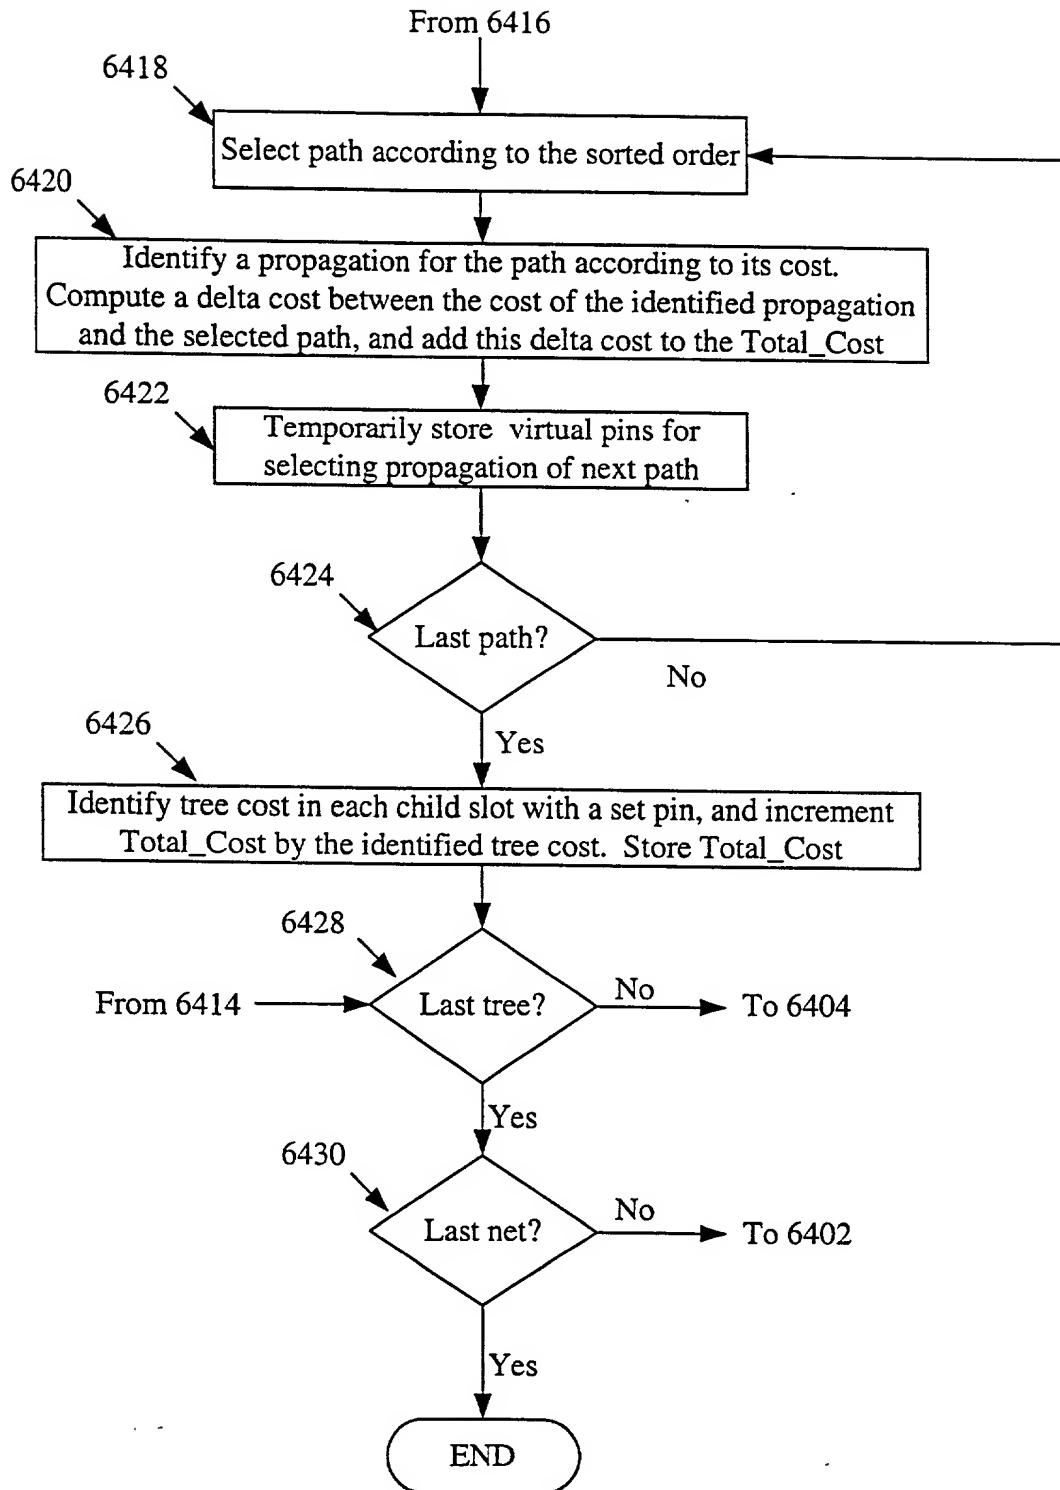 From 6416
6418
Select path according to the sorted order
6420
Identify a propagation for the path according to its cost.
Compute a delta cost between the cost of the identified propagation
and the selected path, and add this delta cost to the Total_Cost
6422
Temporarily store virtual pins for
selecting propagation of next path
6424
Last path?
No
Yes
6426
Identify tree cost in each child slot with a set pin, and increment
Total_Cost by the identified tree cost. Store Total_Cost
6428
From 6414
Last tree?
No
To 6404
Yes
6430
Last net?
No
To 6402
Yes
END